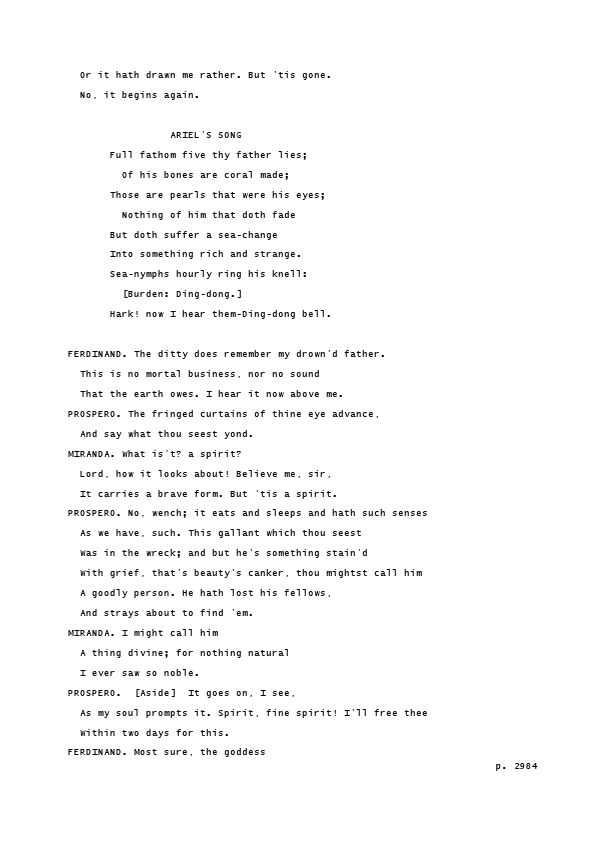 Or it hath drawn me rather. But 'tis gone.
No, it begins again.
ARIEL'S SONG
Full fathom five thy father lies;
Of his bones are coral made;
Those are pearls that were his eyes;
Nothing of him that doth fade
But doth suffer a sea-change
Into something rich and strange.
Sea-nymphs hourly ring his knell:
[Burden: Ding-dong.]
Hark! now I hear them-Ding-dong bell.
FERDINAND. The ditty does remember my drown'd father.
This is no mortal business, nor no sound
That the earth owes. I hear it now above me.
PROSPERO. The fringed curtains of thine eye advance,
And say what thou seest yond.
MIRANDA. What is't? a spirit?
Lord, how it looks about! Believe me, sir,
It carries a brave form. But 'tis a spirit.
PROSPERO. No, wench; it eats and sleeps and hath such senses
As we have, such. This gallant which thou seest
Was in the wreck; and but he's something stain'd
With grief, that's beauty's canker, thou mightst call him
A goodly person. He hath lost his fellows,
And strays about to find 'em.
MIRANDA. I might call him
A thing divine; for nothing natural
I ever saw so noble.
PROSPERO.  [Aside]  It goes on, I see,
As my soul prompts it. Spirit, fine spirit! I'll free thee
Within two days for this.
FERDINAND. Most sure, the goddess
p. 2984